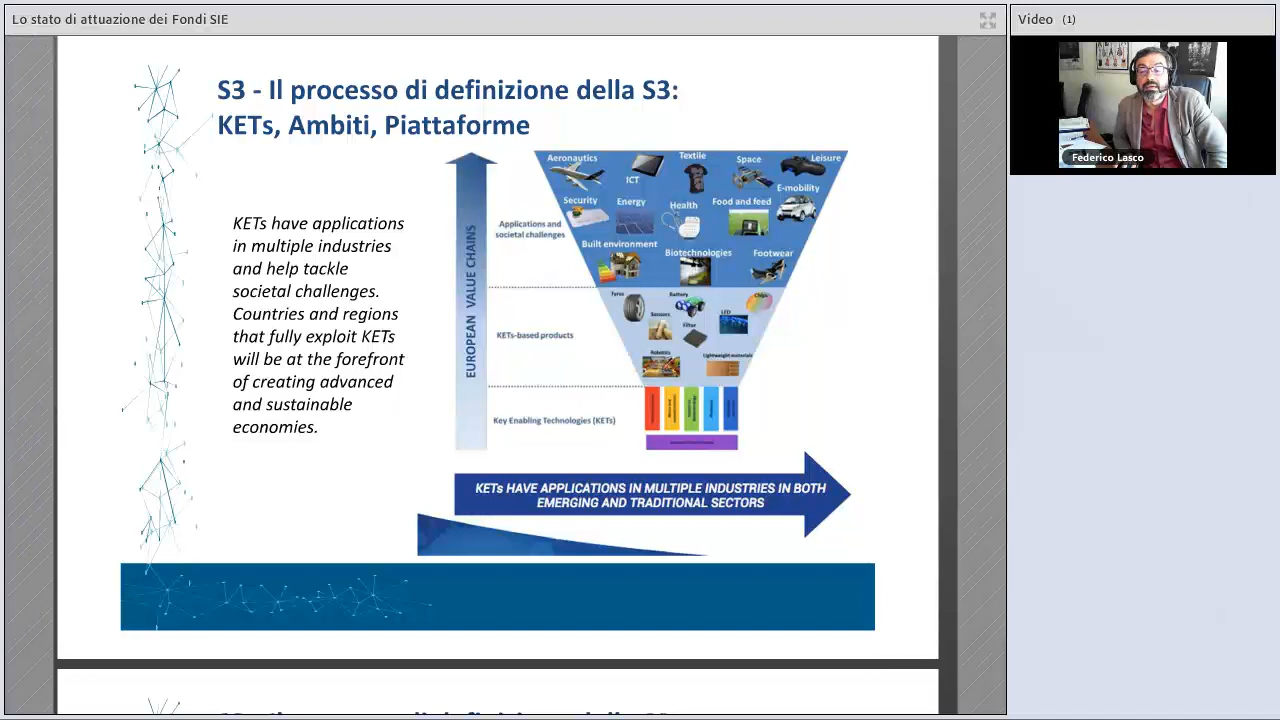 Lo stato di attuazione dei Fondi SIE
Video (1)
Federico Lasco
S3 - Il processo di definizione della S3:
KETs, Ambiti, Piattaforme
KETs have applications
in multiple industries
and help tackle
societal challenges.
Countries and regions
that fully exploit KETs
will be at the forefront
of creating advanced
and sustainable
economies.
EUROPEAN VALUE CHAINS
Applications and
societal challenges
KETs-based products
Key Enabling Technologies (KETs)
Aeronautics
ICT
Textile
Space
Leisure
E-mobility
Security
Energy
Health
Food and feed
Built environment
Biotechnologies
Footwear
Tyres
Battery
Chips
Sensors
Filter
LED
Robotics
Lightweight materials
KETs HAVE APPLICATIONS IN MULTIPLE INDUSTRIES IN BOTH
EMERGING AND TRADITIONAL SECTORS